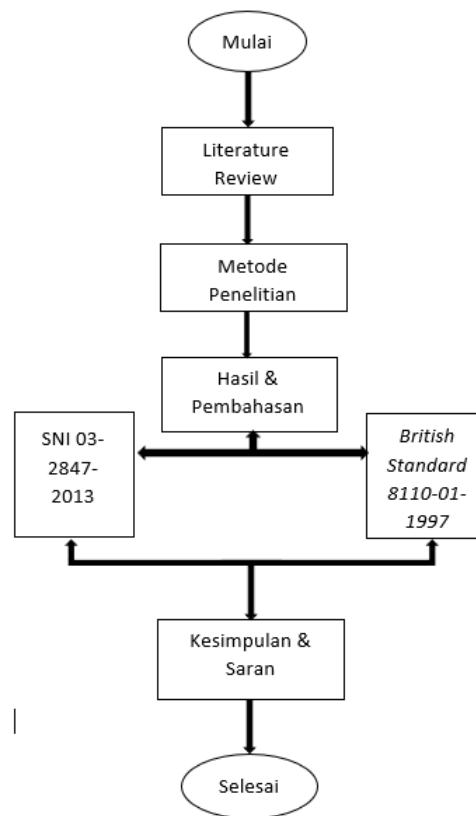 Mulai
Literature
Review
Metode
Penelitian
Hasil &
Pembahasan
SNI 03-
2847-
2013
British
Standard
8110-01-
1997
Kesimpulan &
Saran
Selesai